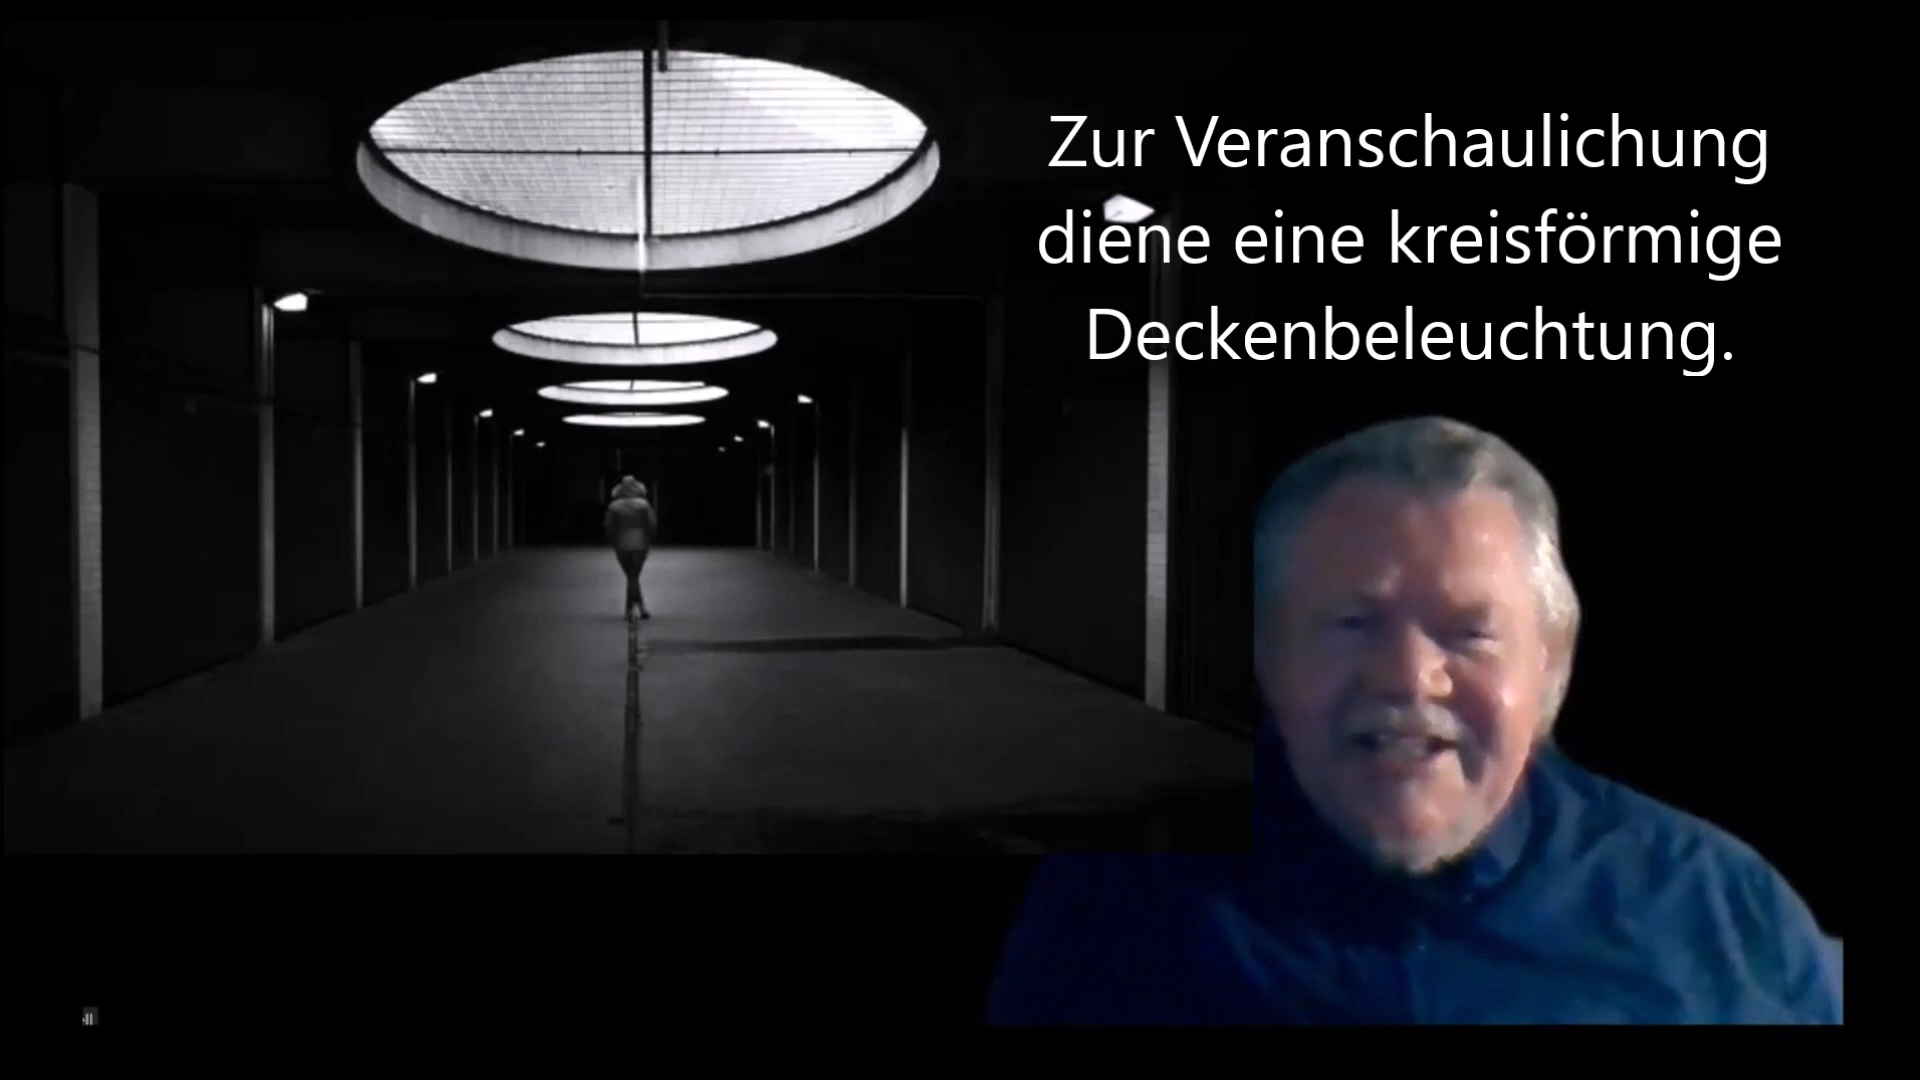 Zur Veranschaulichung
diene eine kreisförmige
Deckenbeleuchtung.